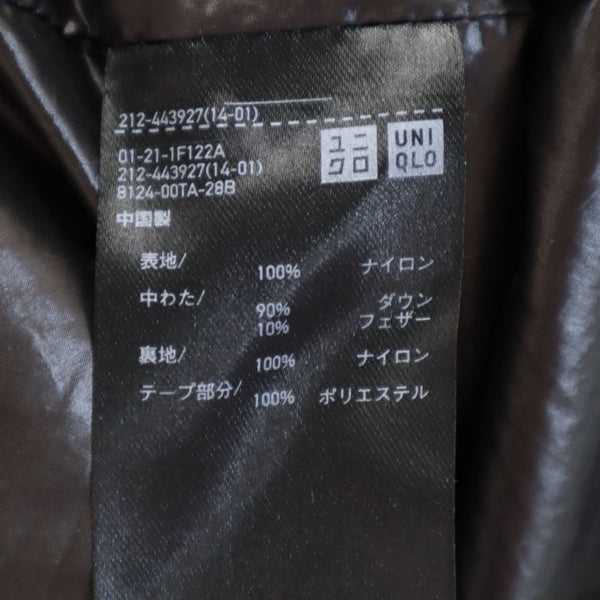 212-443927(14-01)
01-21-1F122A
212-443927(14-01)
8124-00TA-28B
中国製
ユニ
クロ
UNI
QLO
表地/ 100% ナイロン
中わた/ 90% ダウン
10% フェザー
裏地/ 100% ナイロン
テープ部分/ 100% ポリエステル